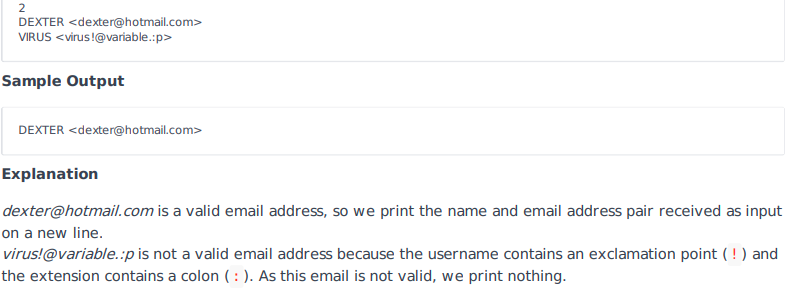 2
DEXTER <dexter@hotmail.com>
VIRUS <virus!@variable.:p>
Sample Output
DEXTER <dexter@hotmail.com>
Explanation
dexter@hotmail.com is a valid email address, so we print the name and email address pair received as input
on a new line.
virus!@variable.:p is not a valid email address because the username contains an exclamation point (!) and
the extension contains a colon (:). As this email is not valid, we print nothing.